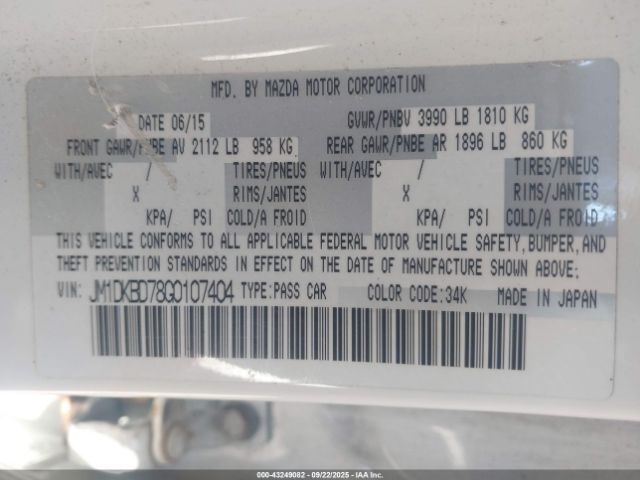 MFD. BY MAZDA MOTOR CORPORATION
DATE 06/15 GVWR/PNBV 3990 LB 1810 KG
FRONT GAWR/PNBE AV 2112 LB 958 KG REAR GAWR/PNBE AR 1896 LB 860 KG
WITH/AVEC / TIRES/PNEUS WITH/AVEC / TIRES/PNEUS
X RIMS/JANTES X RIMS/JANTES
KPA/ PSI COLD/A FROID KPA/ PSI COLD/A FROID
THIS VEHICLE CONFORMS TO ALL APPLICABLE FEDERAL MOTOR VEHICLE SAFETY, BUMPER, AND
THEFT PREVENTION STANDARDS IN EFFECT ON THE DATE OF MANUFACTURE SHOWN ABOVE.
VIN: JM1DKBD78G0107404 TYPE:PASS CAR COLOR CODE:34K MADE IN JAPAN
000-43249082 - 09/22/2025 - IAA Inc.